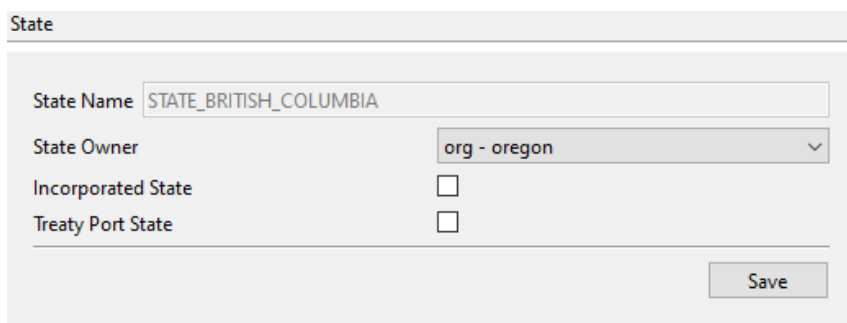 State
State Name STATE_BRITISH_COLUMBIA
State Owner org - oregon
Incorporated State
Treaty Port State
Save